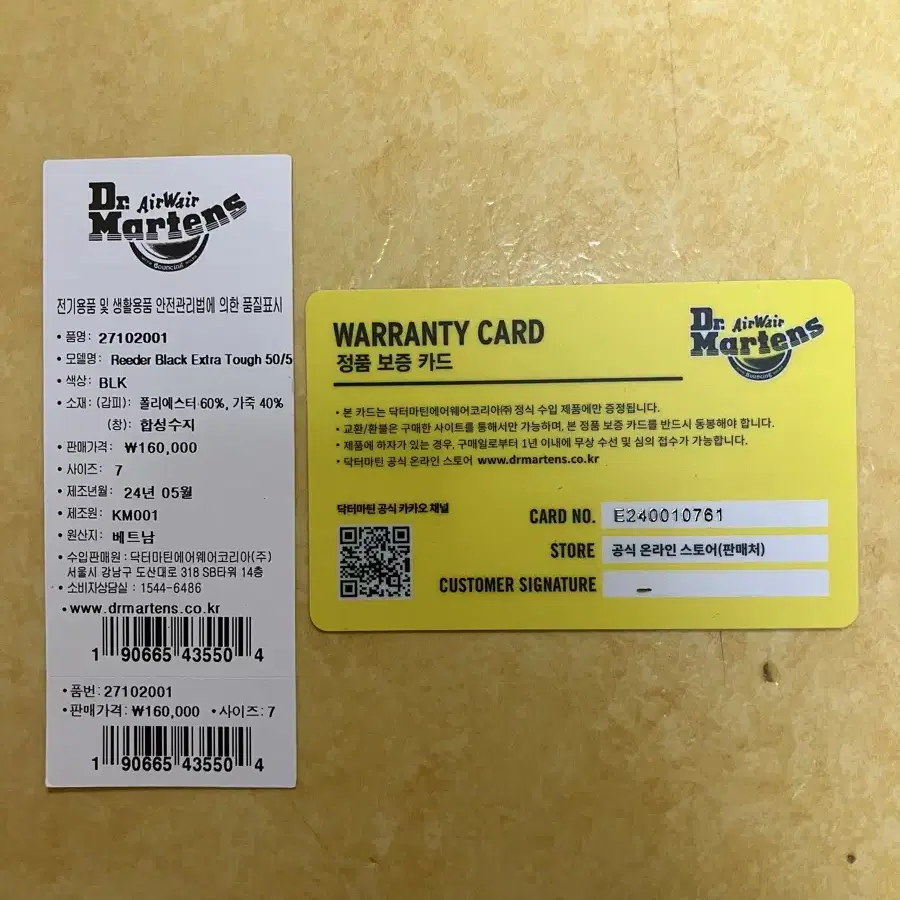 Dr. AirWair
Martens
WITH Bouncing SOLES
전기용품 및 생활용품 안전관리법에 의한 품질표시
• 품명: 27102001
• 모델명: Reeder Black Extra Tough 50/5
• 색상: BLK
• 소재: (갑피): 폴리에스터 60%, 가죽 40%
(창): 합성수지
• 판매가격: ₩160,000
• 사이즈: 7
• 제조년월: 24년 05월
• 제조원: KM001
• 원산지: 베트남
• 수입판매원: 닥터마틴에어웨어코리아(주)
서울시 강남구 도산대로 318 SB타워 14층
• 소비자상담실: 1544-6486
• www.drmartens.co.kr
1 90665 43550 4
• 품번: 27102001
• 판매가격: ₩160,000 • 사이즈: 7
1 90665 43550 4
WARRANTY CARD
정품 보증 카드
Dr. AirWair
Martens
WITH Bouncing SOLES
• 본 카드는 닥터마틴에어웨어코리아㈜ 정식 수입 제품에만 증정됩니다.
• 교환/환불은 구매한 사이트를 통해서만 가능하며, 본 정품 보증 카드를 반드시 동봉해야 합니다.
• 제품에 하자가 있는 경우, 구매일로부터 1년 이내에 무상 수선 및 심의 접수가 가능합니다.
• 닥터마틴 공식 온라인 스토어 www.drmartens.co.kr
닥터마틴 공식 카카오 채널
CARD NO. E240010761
STORE 공식 온라인 스토어(판매처)
CUSTOMER SIGNATURE